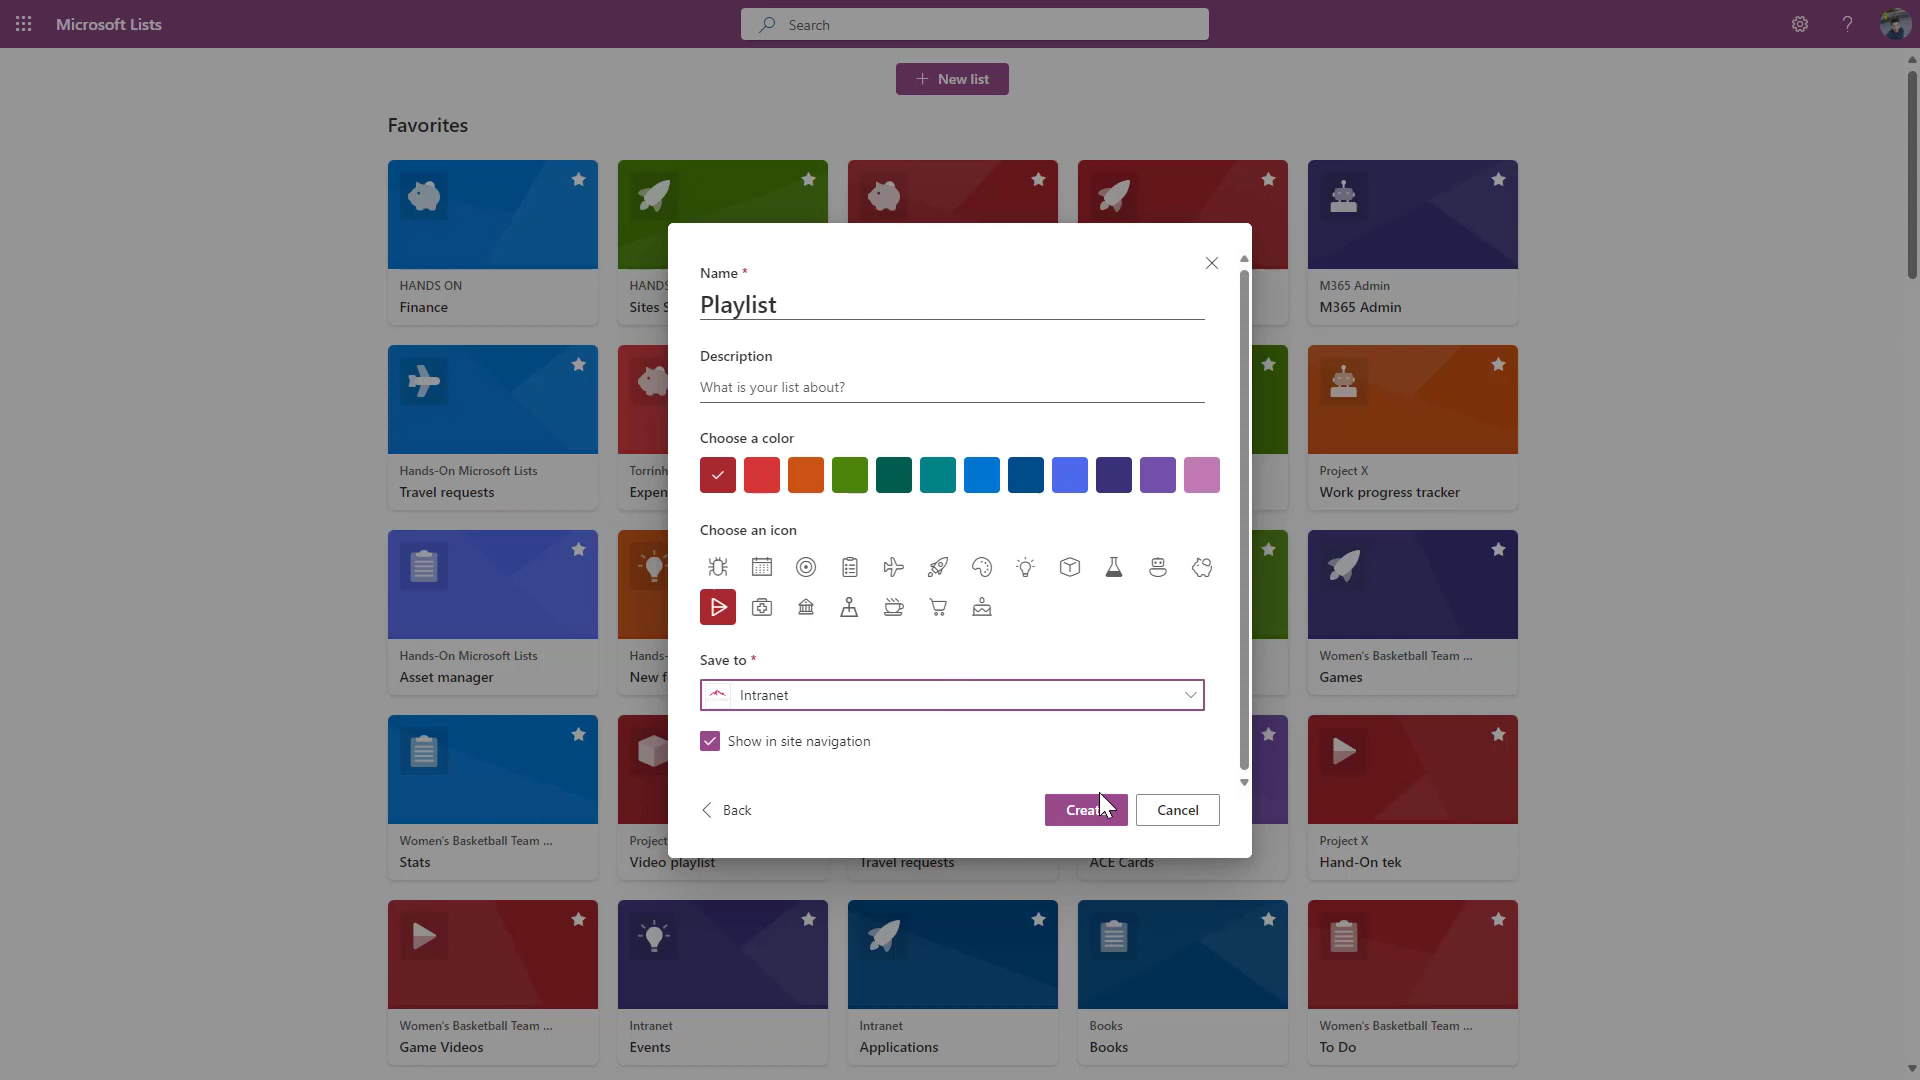 Microsoft Lists
Search
?
+ New list
Favorites
HANDS ON
Finance
HANDS
Sites S
M365 Admin
M365 Admin
Name *
Playlist
Description
What is your list about?
Choose a color
Choose an icon
Save to *
Intranet
Show in site navigation
Back
Creat
Cancel
Hands-On Microsoft Lists
Travel requests
Torrinh
Expen
Project X
Work progress tracker
Hands-On Microsoft Lists
Asset manager
Hands-
New f
Women's Basketball Team ...
Games
Women's Basketball Team ...
Stats
Project
Video playlist
Travel requests
ACE Cards
Project X
Hand-On tek
Women's Basketball Team ...
Game Videos
Intranet
Events
Intranet
Applications
Books
Books
Women's Basketball Team ...
To Do